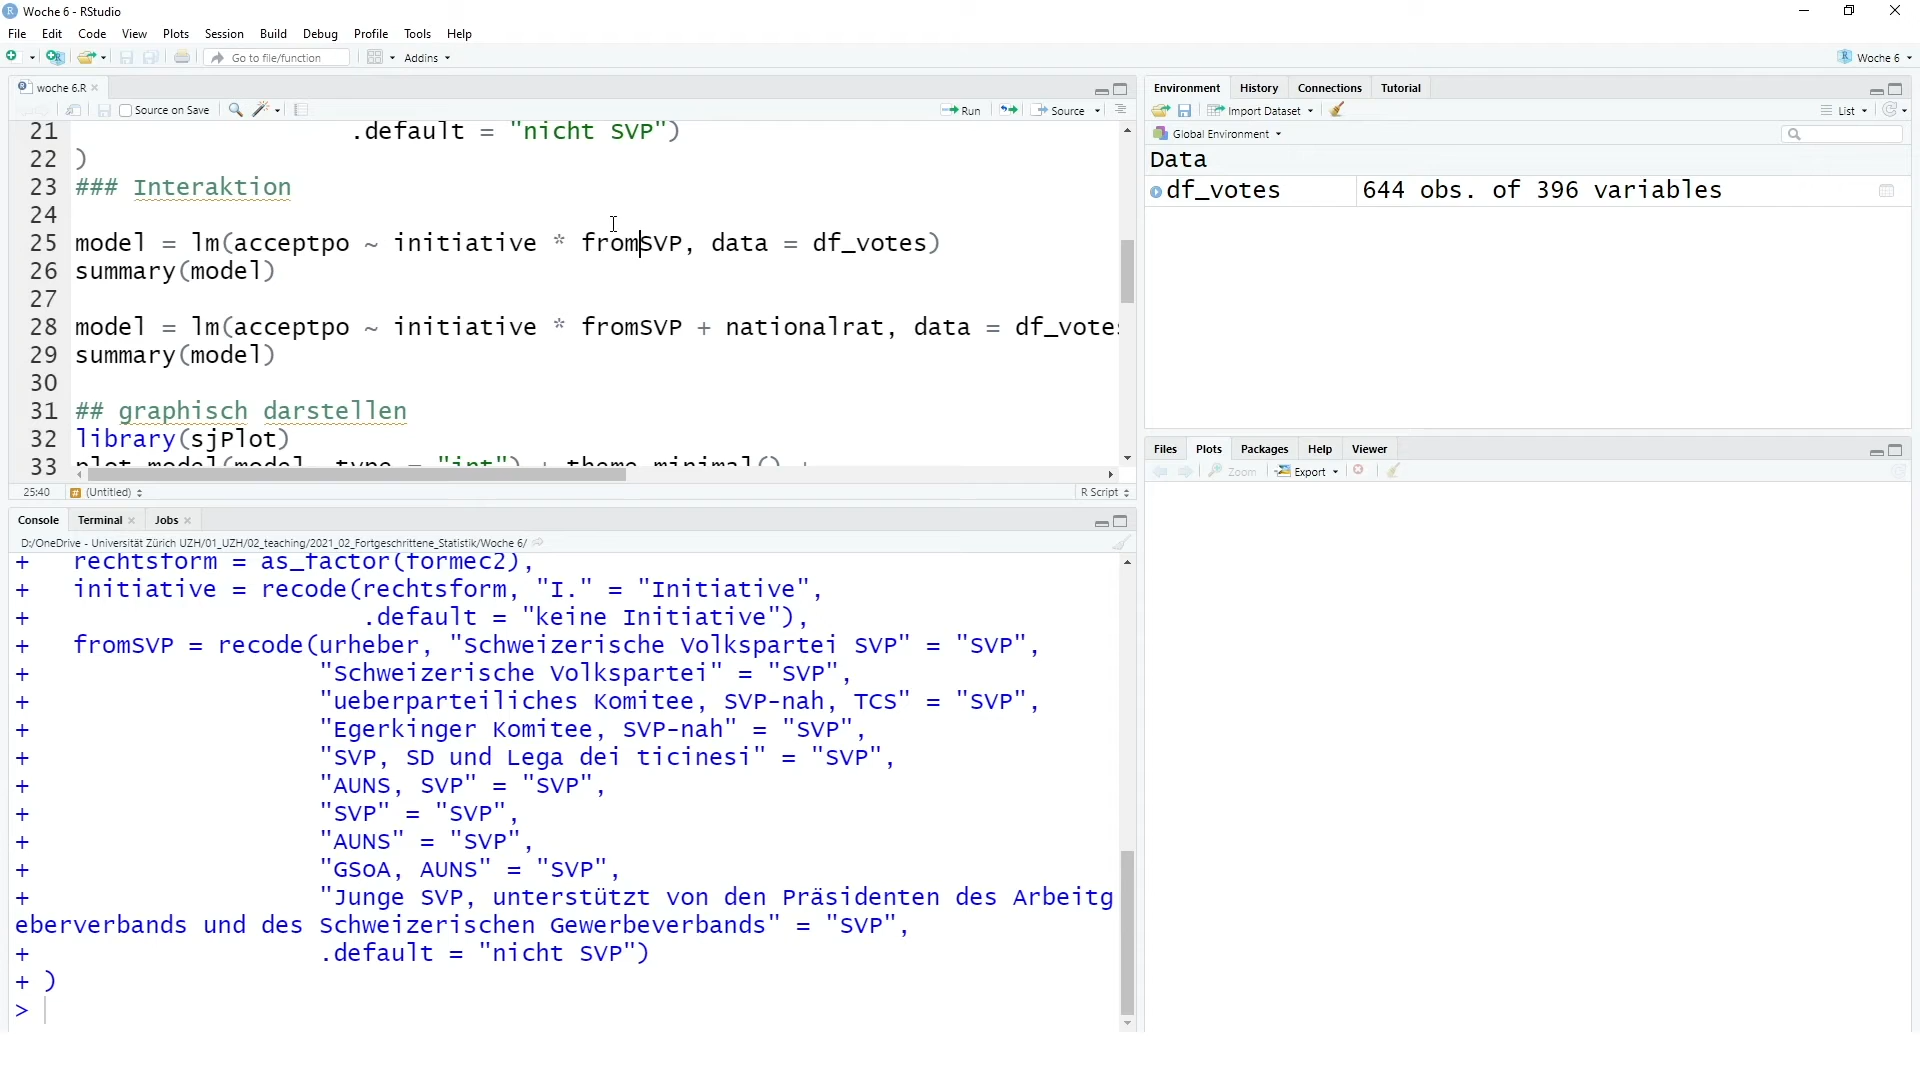 Woche 6 - RStudio
File Edit Code View Plots Session Build Debug Profile Tools Help
Go to file/function Addins Woche 6
woche 6.R
Source on Save Run Source
21 .default = "nicht SVP")
22 )
23 ### Interaktion
24
25 model = lm(acceptpo ~ initiative * fromSVP, data = df_votes)
26 summary(model)
27
28 model = lm(acceptpo ~ initiative * fromSVP + nationalrat, data = df_votes
29 summary(model)
30
31 ## graphisch darstellen
32 library(sjPlot)
33 plot_model(model, type = "int") + theme_minimal() +
25:40 (Untitled) R Script
Console Terminal Jobs
D:/OneDrive - Universität Zürich UZH/01_UZH/02_teaching/2021_02_Fortgeschrittene_Statistik/Woche 6/
+ rechtsform = as_factor(formec2),
+ initiative = recode(rechtsform, "I." = "Initiative",
+ .default = "keine Initiative"),
+ fromSVP = recode(urheber, "Schweizerische Volkspartei SVP" = "SVP",
+ "Schweizerische Volkspartei" = "SVP",
+ "ueberparteiliches Komitee, SVP-nah, TCS" = "SVP",
+ "Egerkinger Komitee, SVP-nah" = "SVP",
+ "SVP, SD und Lega dei ticinesi" = "SVP",
+ "AUNS, SVP" = "SVP",
+ "SVP" = "SVP",
+ "AUNS" = "SVP",
+ "GSoA, AUNS" = "SVP",
+ "Junge SVP, unterstützt von den Präsidenten des Arbeitg
eberverbands und des Schweizerischen Gewerbeverbands" = "SVP",
+ .default = "nicht SVP")
+ )
>
Environment History Connections Tutorial
Import Dataset List
Global Environment
Data
df_votes 644 obs. of 396 variables
Files Plots Packages Help Viewer
Zoom Export